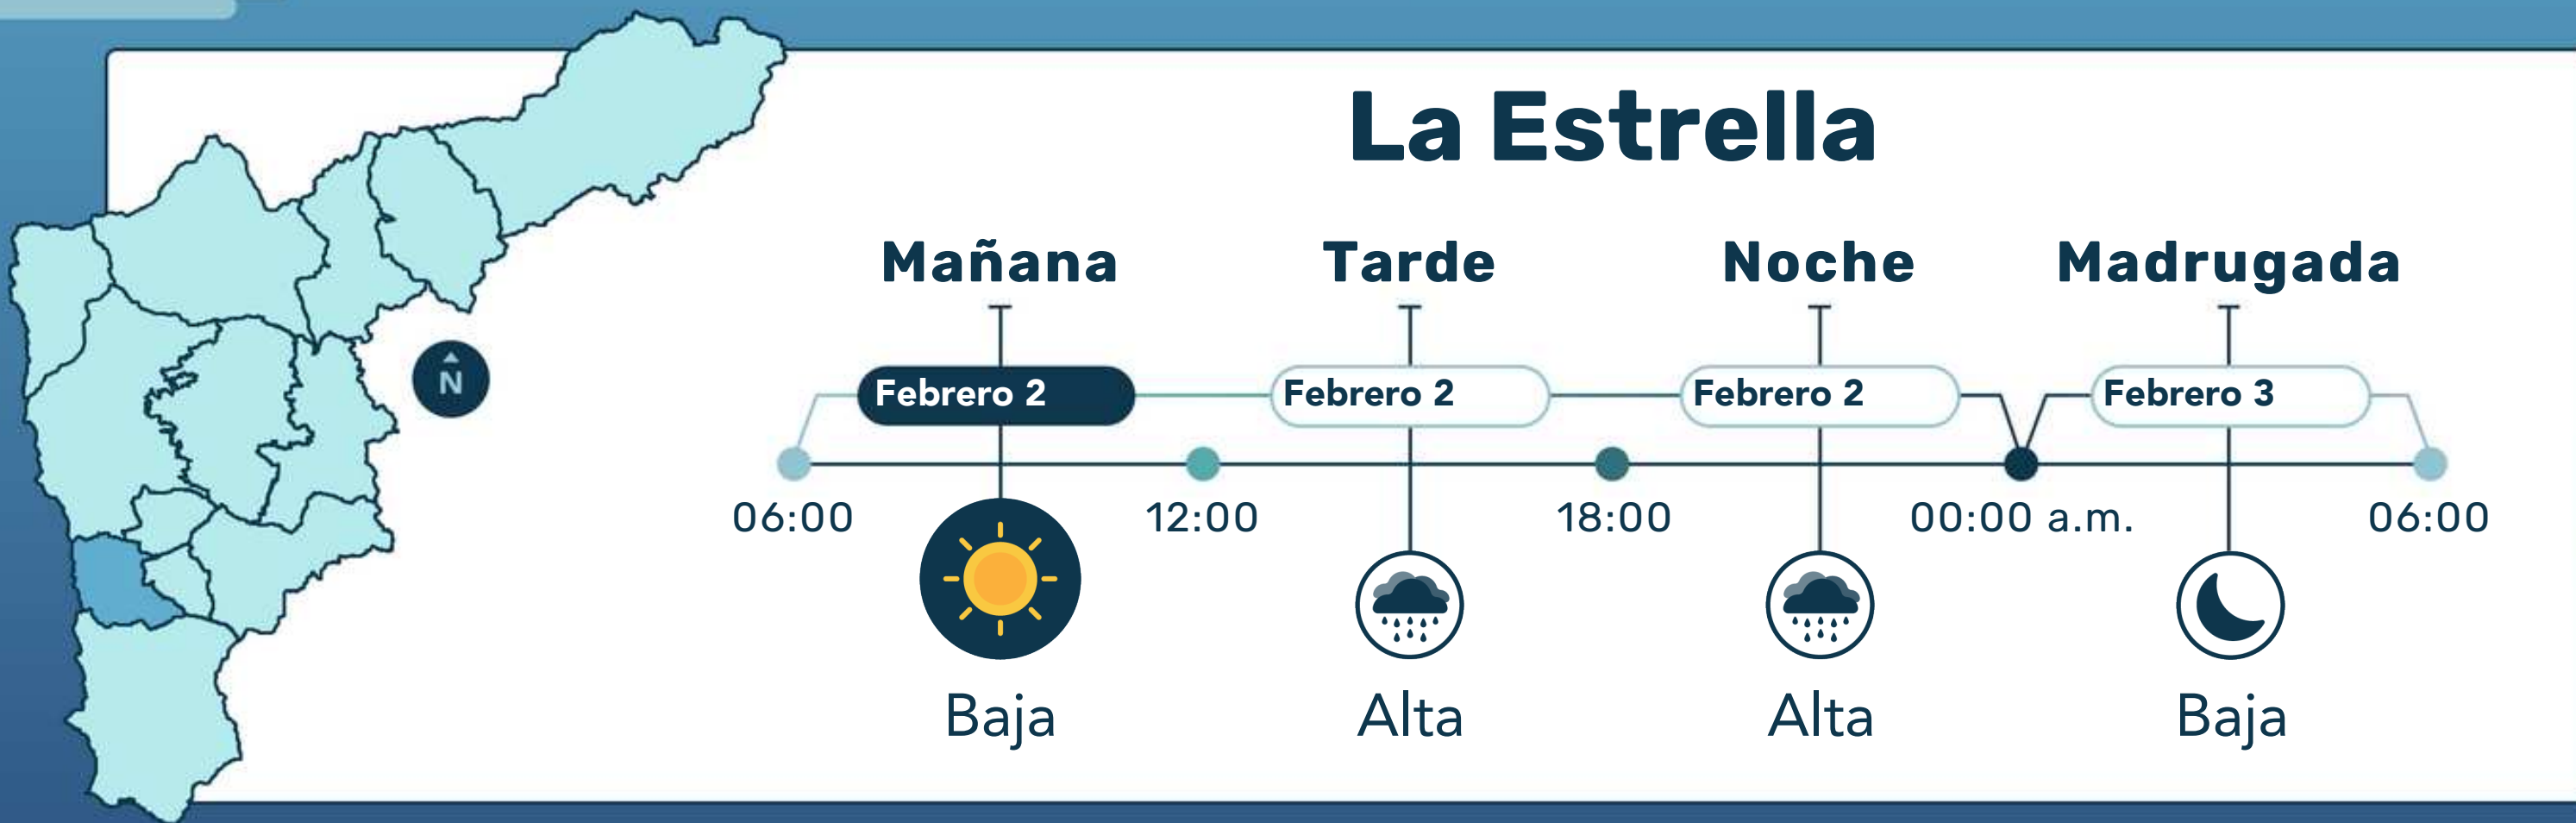 La Estrella
Mañana Tarde Noche Madrugada
N
Febrero 2 Febrero 2 Febrero 2 Febrero 3
06:00 12:00 18:00 00:00 a.m. 06:00
Baja Alta Alta Baja